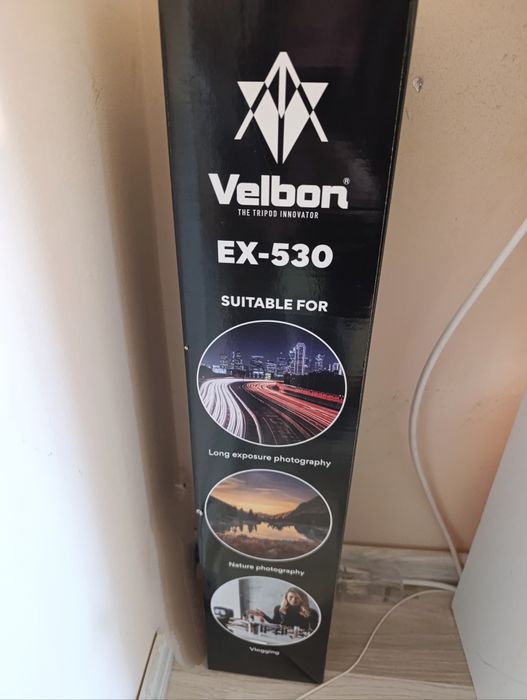 Velbon®
THE TRIPOD INNOVATOR
EX-530
SUITABLE FOR
Long exposure photography
Nature photography
Vlogging